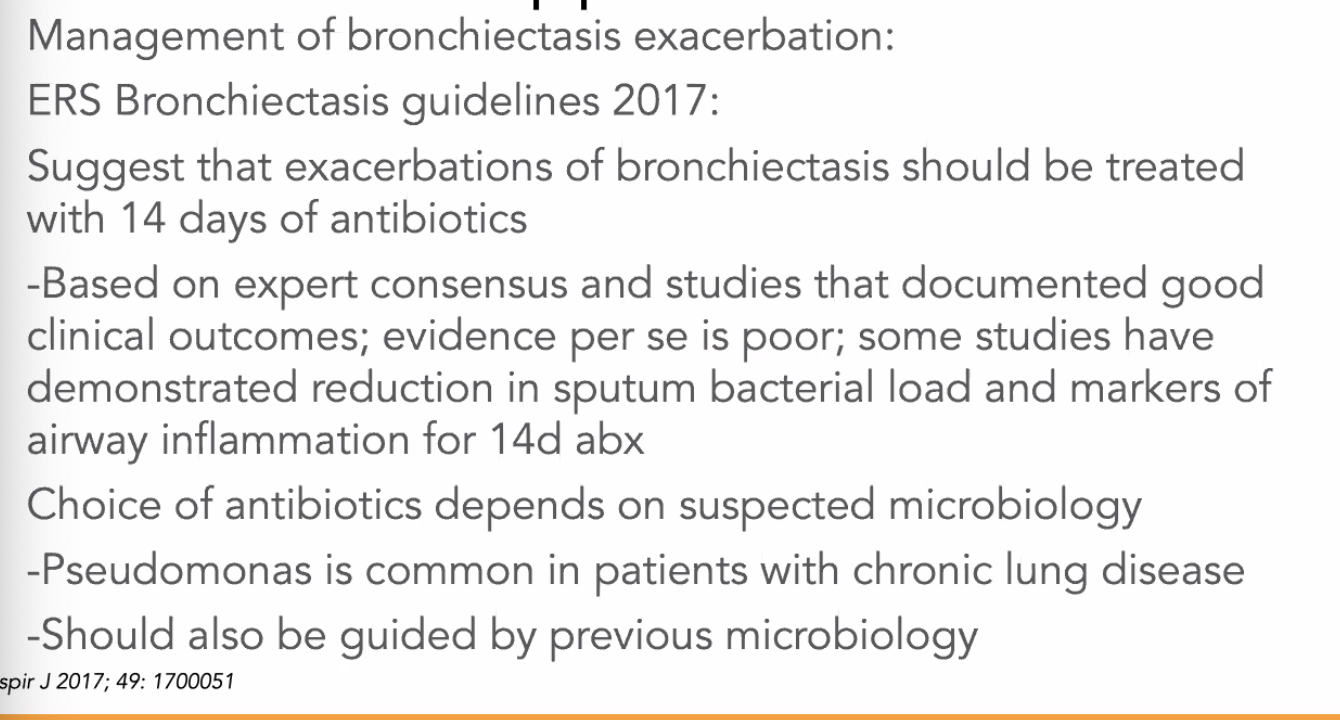 Management of bronchiectasis exacerbation:
ERS Bronchiectasis guidelines 2017:
Suggest that exacerbations of bronchiectasis should be treated
with 14 days of antibiotics
-Based on expert consensus and studies that documented good
clinical outcomes; evidence per se is poor; some studies have
demonstrated reduction in sputum bacterial load and markers of
airway inflammation for 14d abx
Choice of antibiotics depends on suspected microbiology
-Pseudomonas is common in patients with chronic lung disease
-Should also be guided by previous microbiology
spir J 2017; 49: 1700051